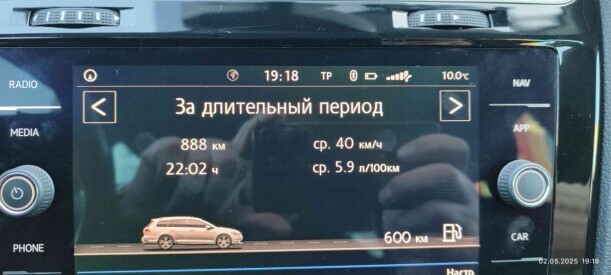 19:18 TP 10.0°C
RADIO NAV
За длительный период
MEDIA APP
888 км ср. 40 км/ч
22:02 ч ср. 5.9 л/100км
PHONE 600 км CAR
Настр
02.05.2025 19:18